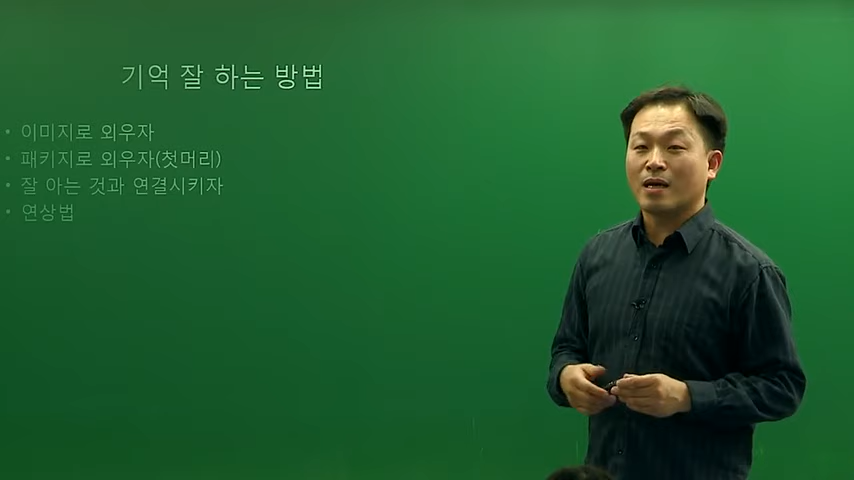 기억 잘 하는 방법
• 이미지로 외우자
• 패키지로 외우자(첫머리)
• 잘 아는 것과 연결시키자
• 연상법